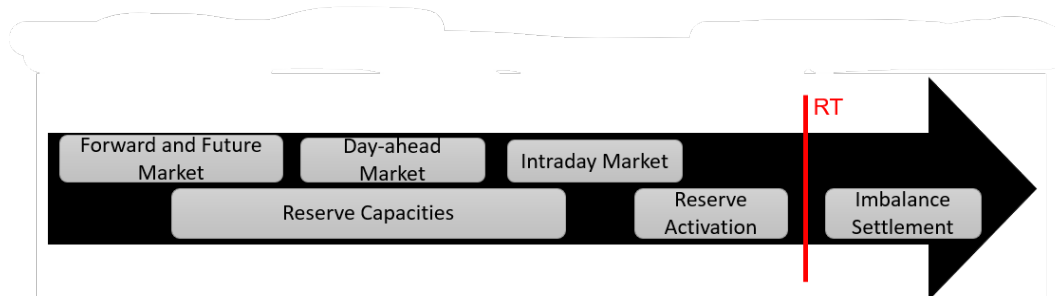 RT
Forward and Future
Market
Day-ahead
Market
Intraday Market
Reserve Capacities
Reserve
Activation
Imbalance
Settlement